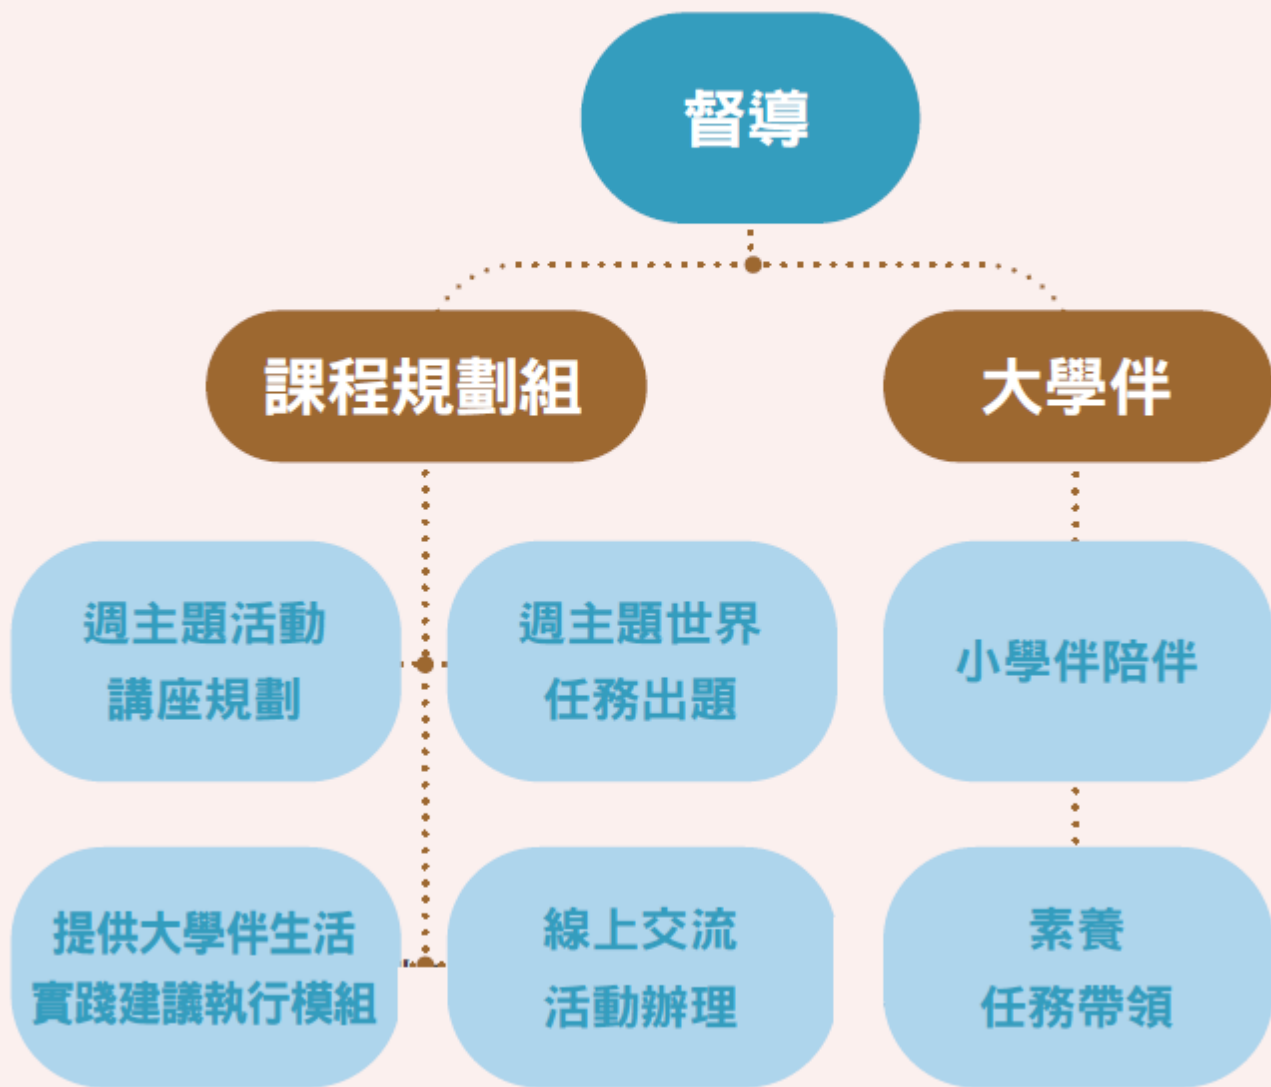 督導
課程規劃組
大學伴
週主題活動
講座規劃
週主題世界
任務出題
小學伴陪伴
提供大學伴生活
實踐建議執行模組
線上交流
活動辦理
素養
任務帶領